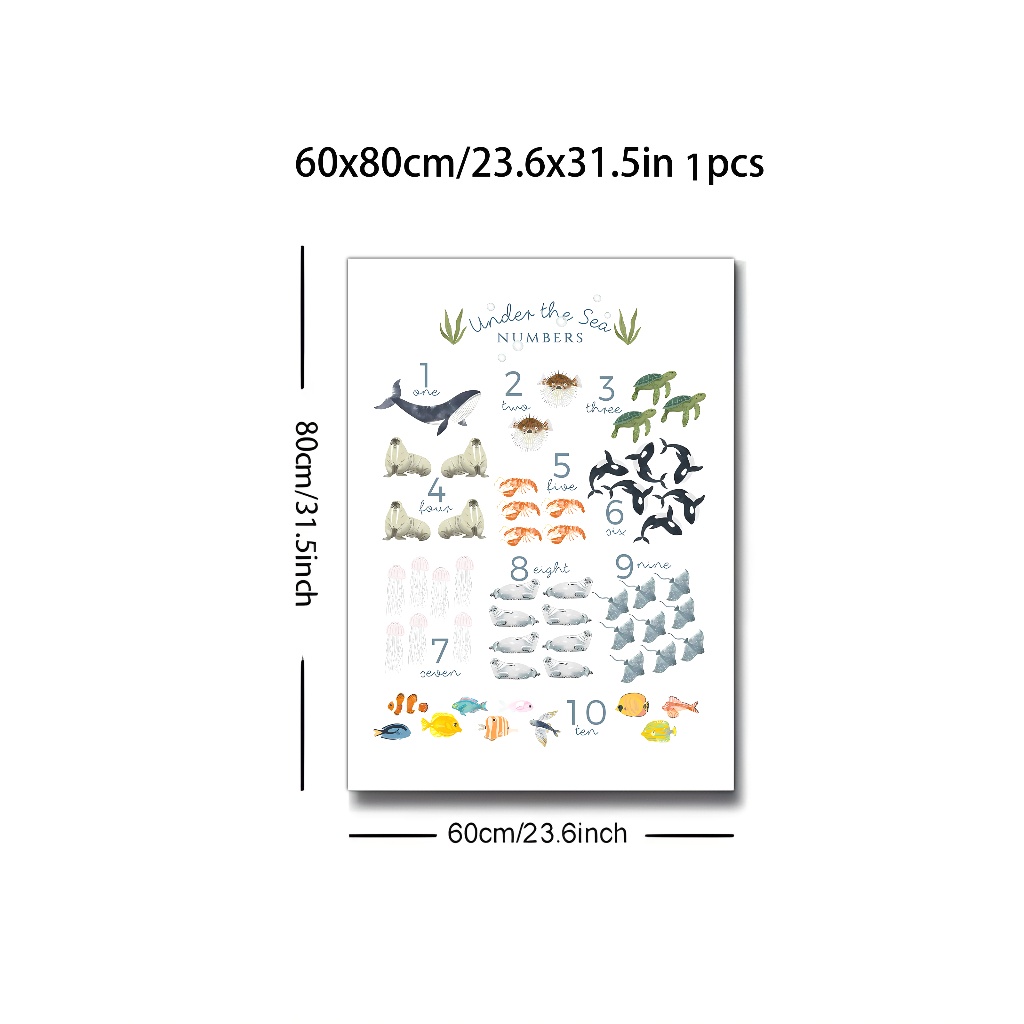 60x80cm/23.6x31.5in 1pcs
80cm/31.5inch
Under the Sea
NUMBERS
1
one
2
two
3
three
4
four
5
five
6
six
7
seven
8 eight
9 nine
10
ten
60cm/23.6inch